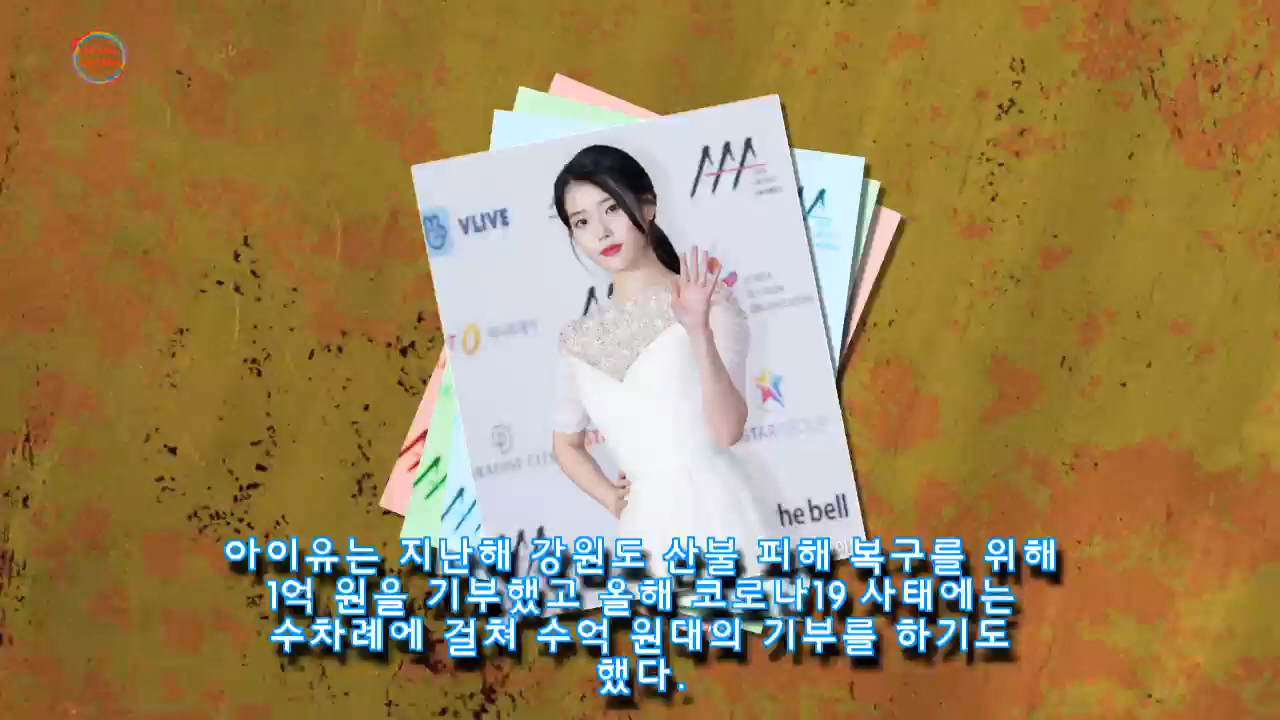 VLIVE
AAA
he bell
아이유는 지난해 강원도 산불 피해 복구를 위해
1억 원을 기부했고 올해 코로나19 사태에는
수차례에 걸쳐 수억 원대의 기부를 하기도
했다.